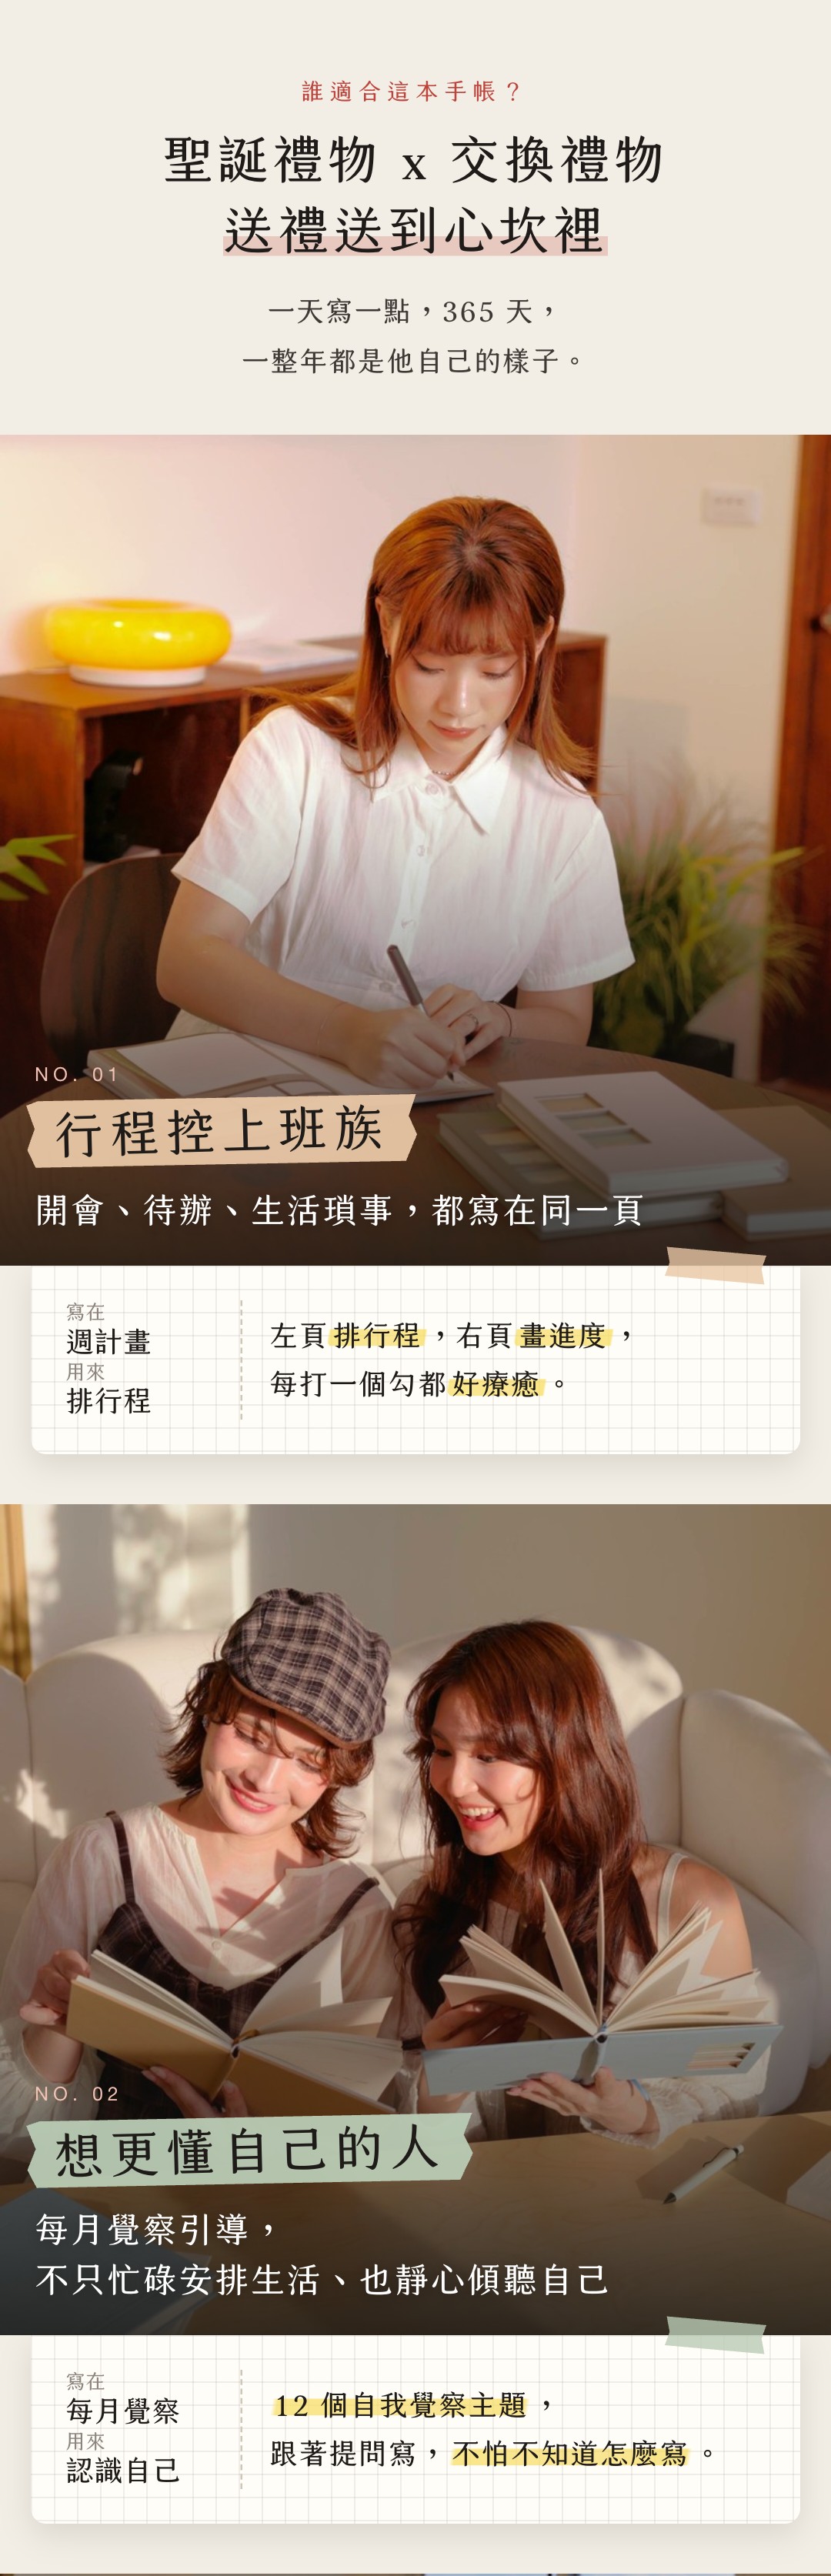 誰適合這本手帳？
聖誕禮物 x 交換禮物
送禮送到心坎裡
一天寫一點，365 天，
一整年都是他自己的樣子。
NO. 01
行程控上班族
開會、待辦、生活瑣事，都寫在同一頁
寫在
週計畫
用來
排行程
左頁排行程，右頁畫進度，
每打一個勾都好療癒。
NO. 02
想更懂自己的人
每月覺察引導，
不只忙碌安排生活、也靜心傾聽自己
寫在
每月覺察
用來
認識自己
12 個自我覺察主題，
跟著提問寫，不怕不知道怎麼寫。